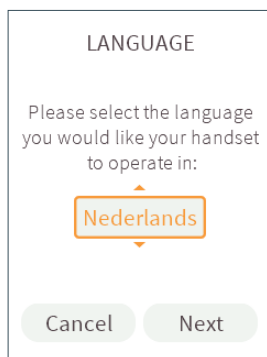 LANGUAGE
Please select the language
you would like your handset
to operate in:
Nederlands
Cancel Next